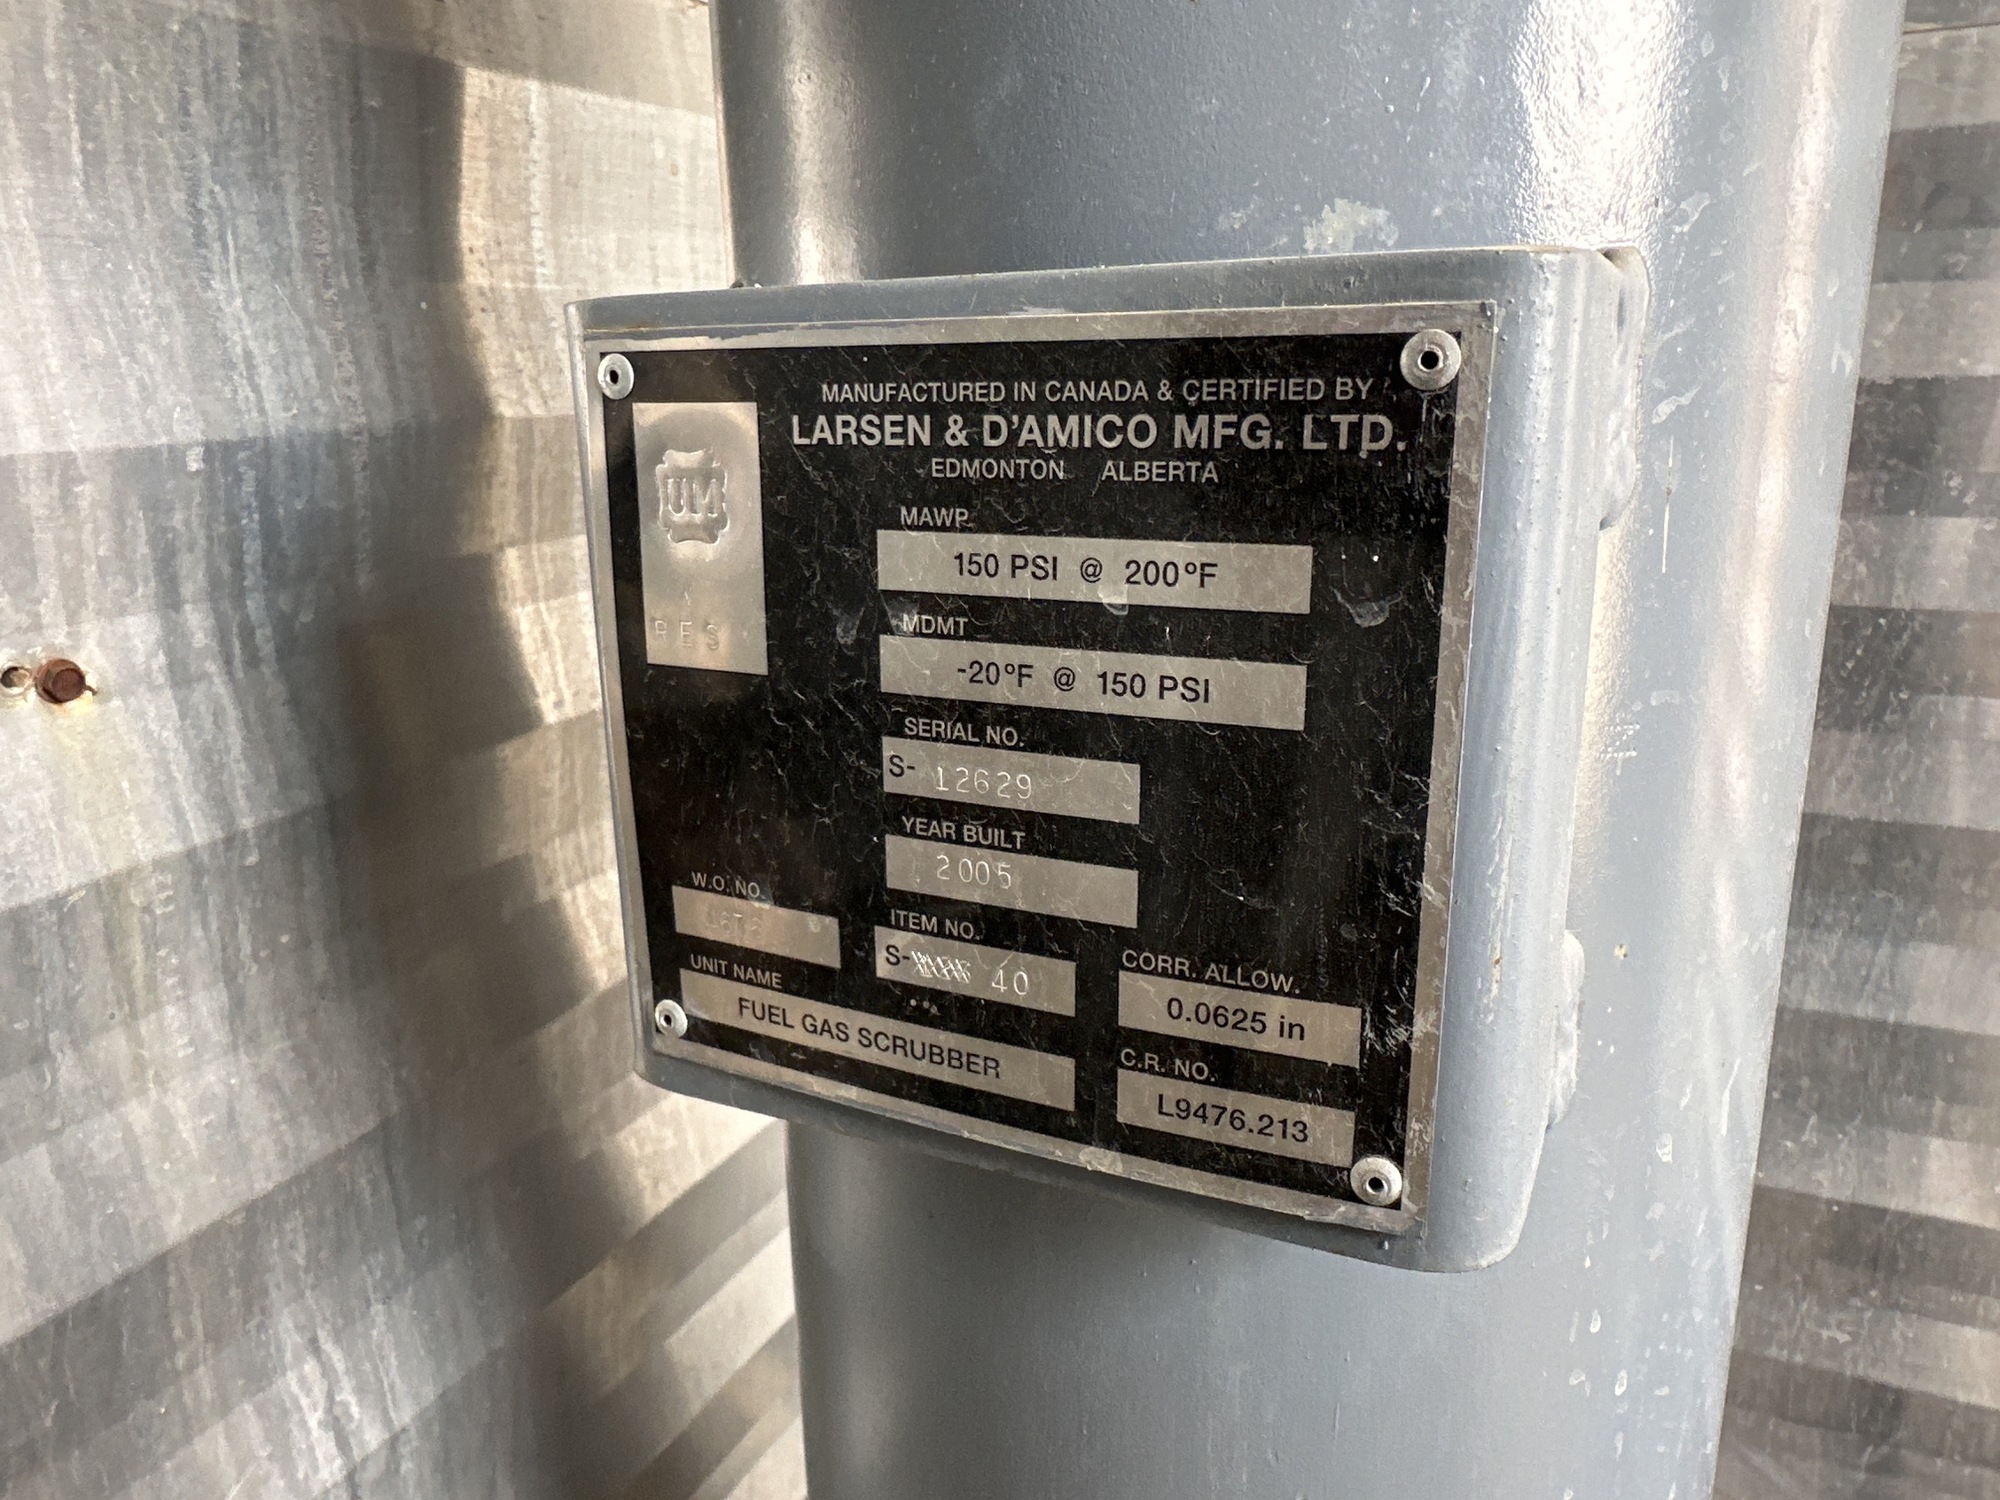 MANUFACTURED IN CANADA & CERTIFIED BY
LARSEN & D'AMICO MFG. LTD.
EDMONTON ALBERTA
UM
RES
MAWP
150 PSI @ 200°F
MDMT
-20°F @ 150 PSI
SERIAL NO.
S- 12629
YEAR BUILT
2005
W.O. NO.
ITEM NO.
S- 40
UNIT NAME
FUEL GAS SCRUBBER
CORR. ALLOW.
0.0625 in
C.R. NO.
L9476.213